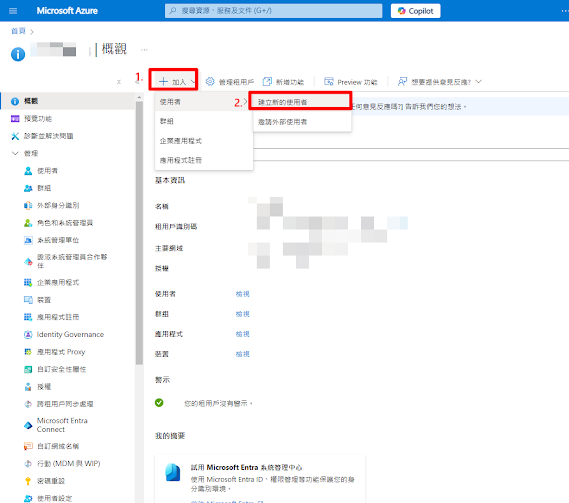 Microsoft Azure
搜尋資源、服務及文件 (G+/)
Copilot
首頁
概觀
1.
加入
管理租用戶
新增功能
Preview 功能
想要提供意見反應?
概觀
預覽功能
診斷並解決問題
管理
使用者
群組
外部身分識別
角色和系統管理員
系統管理單位
委派系統管理員合作夥
伴
企業應用程式
裝置
應用程式註冊
Identity Governance
應用程式 Proxy
自訂安全性屬性
授權
跨租用戶同步處理
Microsoft Entra
Connect
自訂網域名稱
行動 (MDM 與 WIP)
密碼重設
使用者設定
使用者
群組
企業應用程式
應用程式註冊
2.
建立新的使用者
邀請外部使用者
何意見反應嗎?] 告訴我們您的想法。
基本資訊
名稱
租用戶識別碼
主要網域
授權
使用者
檢視
群組
檢視
應用程式
檢視
裝置
檢視
警示
您的租用戶沒有警示。
我的摘要
試用 Microsoft Entra 系統管理中心
使用 Microsoft Entra ID，權限管理等功能保護您的身
分識別環境。